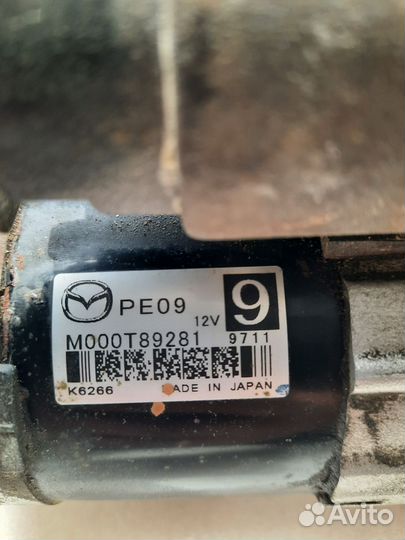 PE09
12V
9
M000T89281 9711
K6266 MADE IN JAPAN
Avito